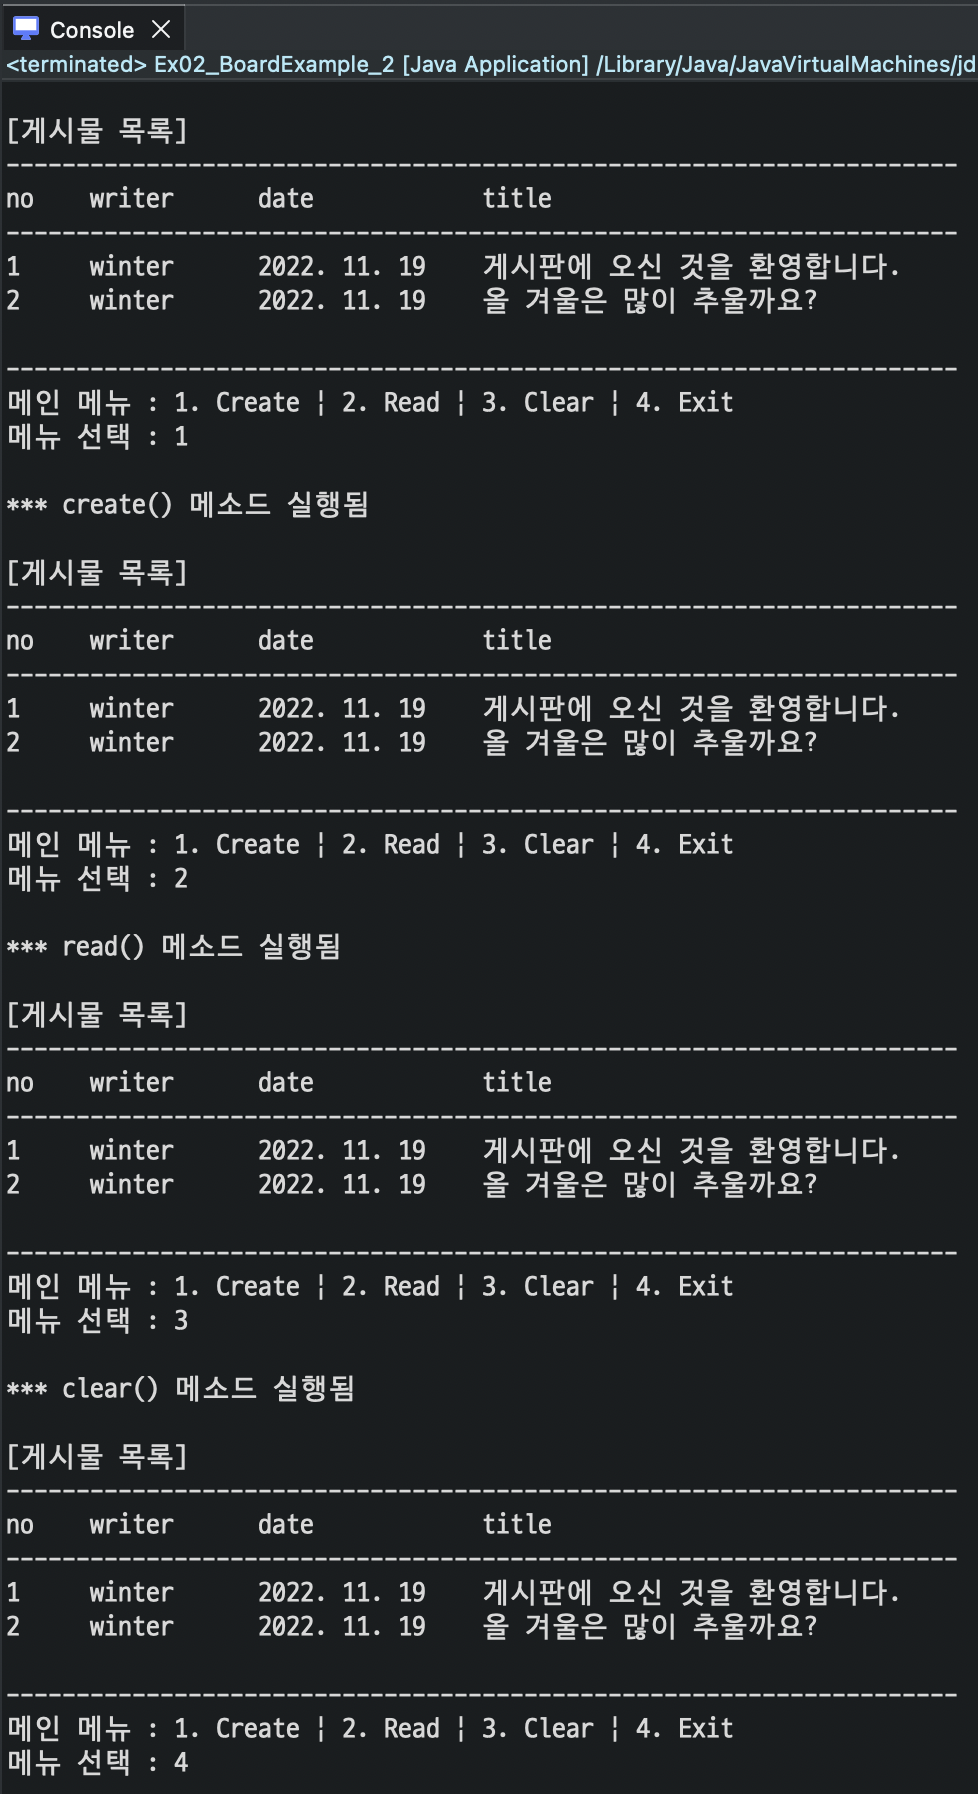 Console
<terminated> Ex02_BoardExample_2 [Java Application] /Library/Java/JavaVirtualMachines/jd
[게시물 목록]
--------------------------------------------------------------------
no    writer      date            title
--------------------------------------------------------------------
1     winter      2022. 11. 19    게시판에 오신 것을 환영합니다.
2     winter      2022. 11. 19    올 겨울은 많이 추울까요?
--------------------------------------------------------------------
메인 메뉴 : 1. Create | 2. Read | 3. Clear | 4. Exit
메뉴 선택 : 1
*** create() 메소드 실행됨
[게시물 목록]
--------------------------------------------------------------------
no    writer      date            title
--------------------------------------------------------------------
1     winter      2022. 11. 19    게시판에 오신 것을 환영합니다.
2     winter      2022. 11. 19    올 겨울은 많이 추울까요?
--------------------------------------------------------------------
메인 메뉴 : 1. Create | 2. Read | 3. Clear | 4. Exit
메뉴 선택 : 2
*** read() 메소드 실행됨
[게시물 목록]
--------------------------------------------------------------------
no    writer      date            title
--------------------------------------------------------------------
1     winter      2022. 11. 19    게시판에 오신 것을 환영합니다.
2     winter      2022. 11. 19    올 겨울은 많이 추울까요?
--------------------------------------------------------------------
메인 메뉴 : 1. Create | 2. Read | 3. Clear | 4. Exit
메뉴 선택 : 3
*** clear() 메소드 실행됨
[게시물 목록]
--------------------------------------------------------------------
no    writer      date            title
--------------------------------------------------------------------
1     winter      2022. 11. 19    게시판에 오신 것을 환영합니다.
2     winter      2022. 11. 19    올 겨울은 많이 추울까요?
--------------------------------------------------------------------
메인 메뉴 : 1. Create | 2. Read | 3. Clear | 4. Exit
메뉴 선택 : 4